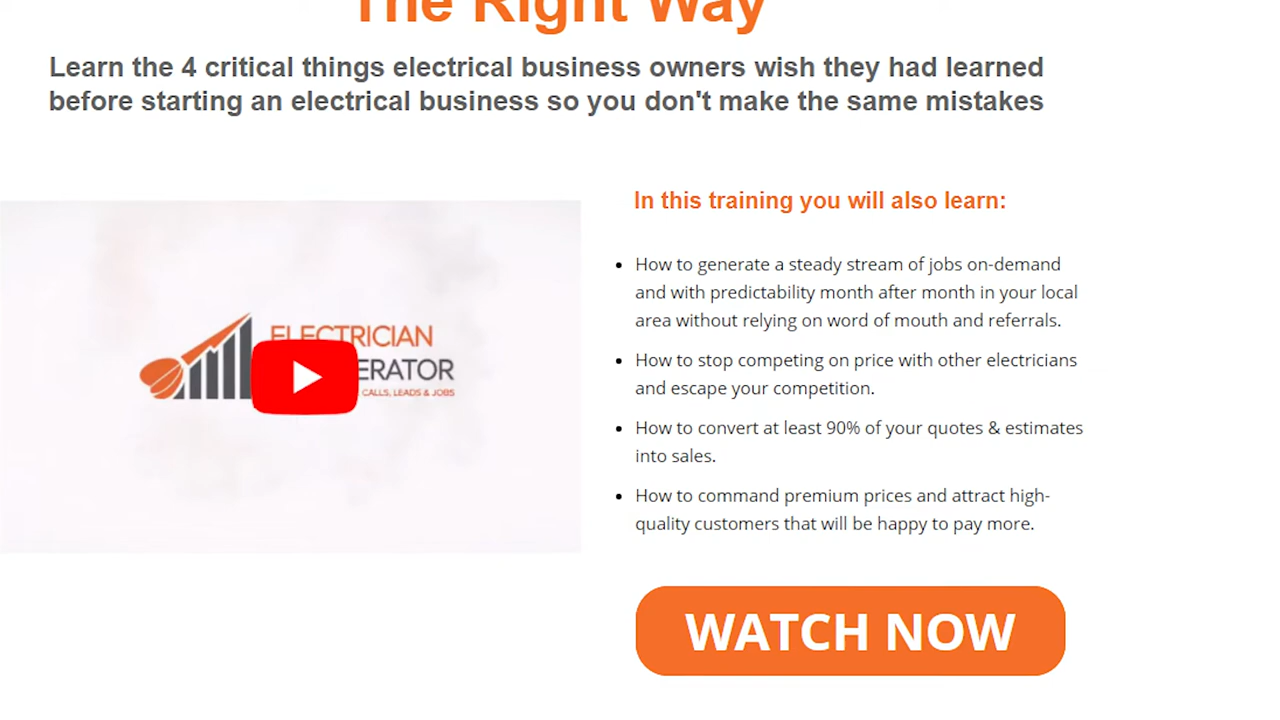 The Right Way
Learn the 4 critical things electrical business owners wish they had learned
before starting an electrical business so you don't make the same mistakes
In this training you will also learn:
How to generate a steady stream of jobs on-demand
and with predictability month after month in your local
area without relying on word of mouth and referrals.
How to stop competing on price with other electricians
and escape your competition.
How to convert at least 90% of your quotes & estimates
into sales.
How to command premium prices and attract high-
quality customers that will be happy to pay more.
ELECTRICIAN
CALLS, LEADS & JOBS
WATCH NOW